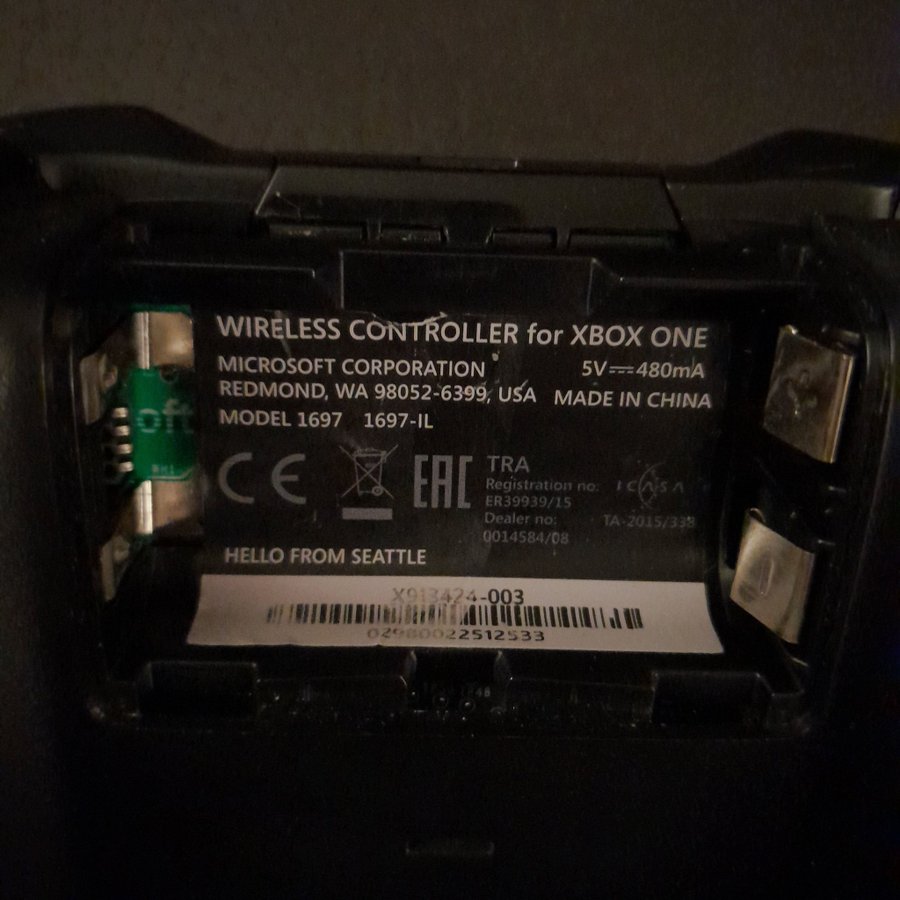 WIRELESS CONTROLLER for XBOX ONE
MICROSOFT CORPORATION 5V⎓480mA
REDMOND, WA 98052-6399, USA MADE IN CHINA
MODEL 1697 1697-IL
oft
CE EAC TRA
Registration no: ICASA
ER39939/15
Dealer no: TA-2015/338
0014584/08
HELLO FROM SEATTLE
X913424-003
02980022512533